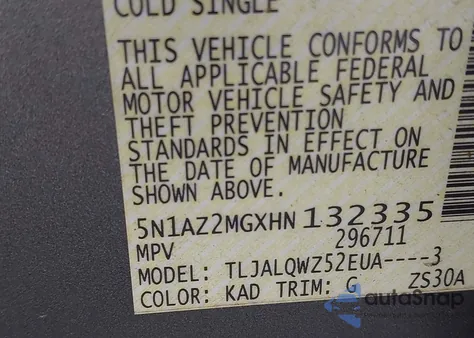 COLD SINGLE
THIS VEHICLE CONFORMS TO
ALL APPLICABLE FEDERAL
MOTOR VEHICLE SAFETY AND
THEFT PREVENTION
STANDARDS IN EFFECT ON
THE DATE OF MANUFACTURE
SHOWN ABOVE.
5N1AZ2MGXHN132335
MPV 296711
MODEL: TLJALQWZ52EUA----3
COLOR: KAD TRIM: G ZS30A
autoSnap